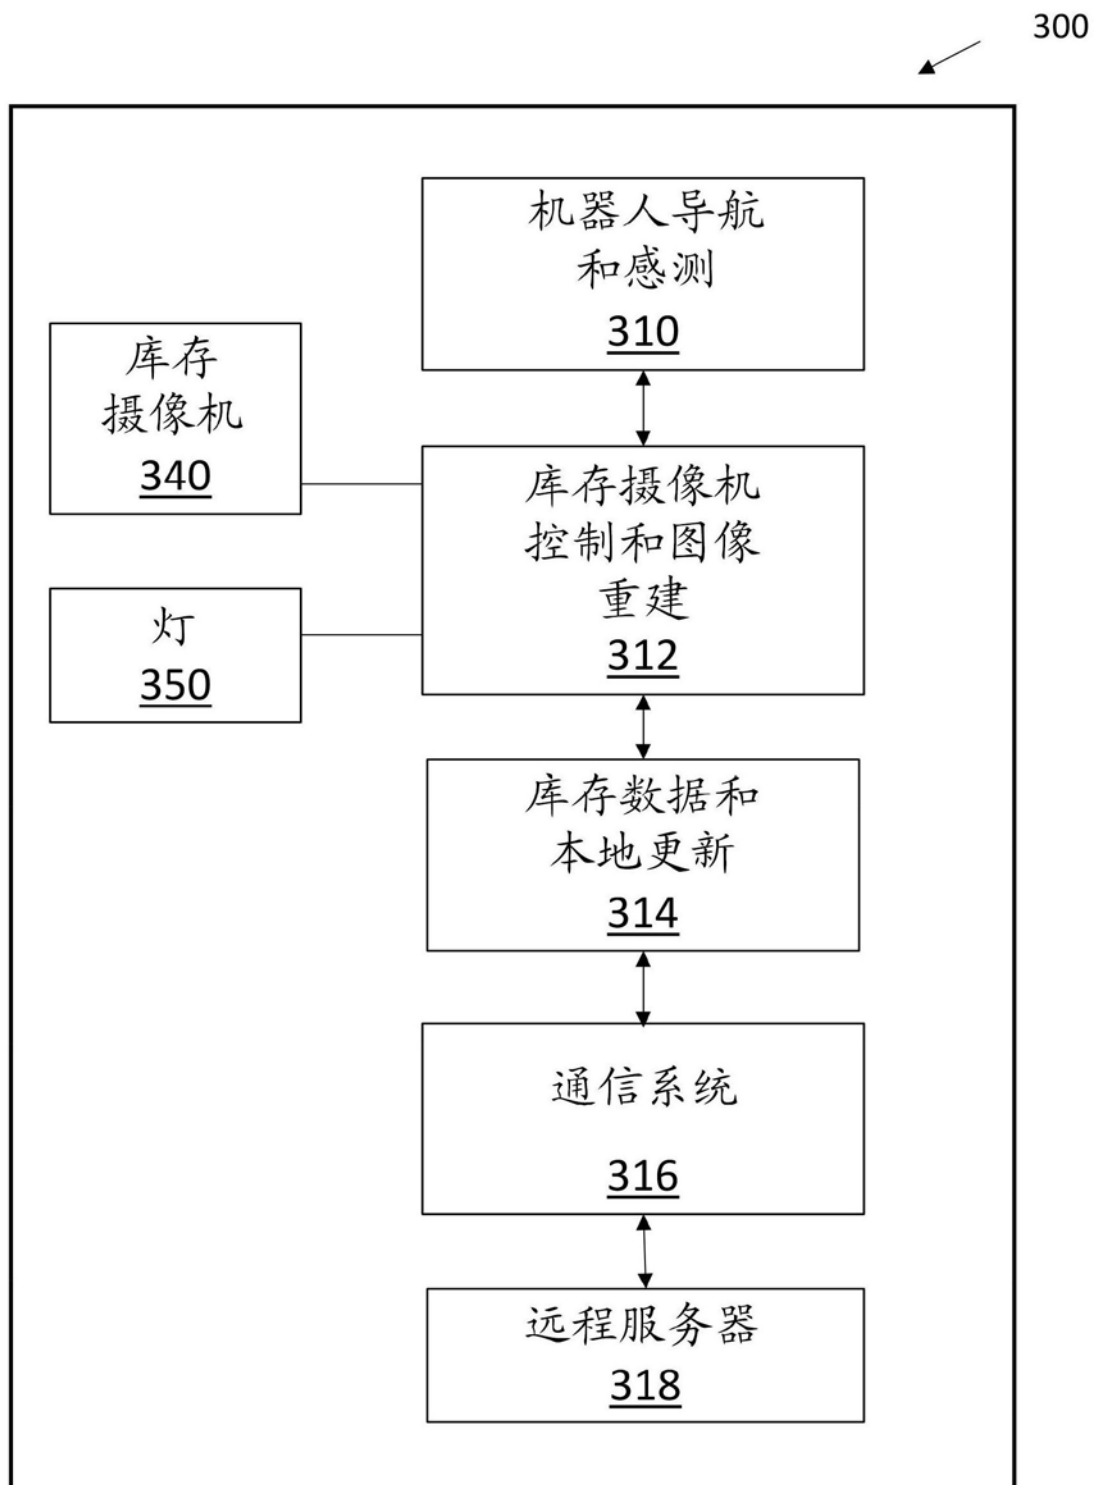 300
机器人导航
和感测
310
库存
摄像机
340
库存摄像机
控制和图像
重建
312
灯
350
库存数据和
本地更新
314
通信系统
316
远程服务器
318